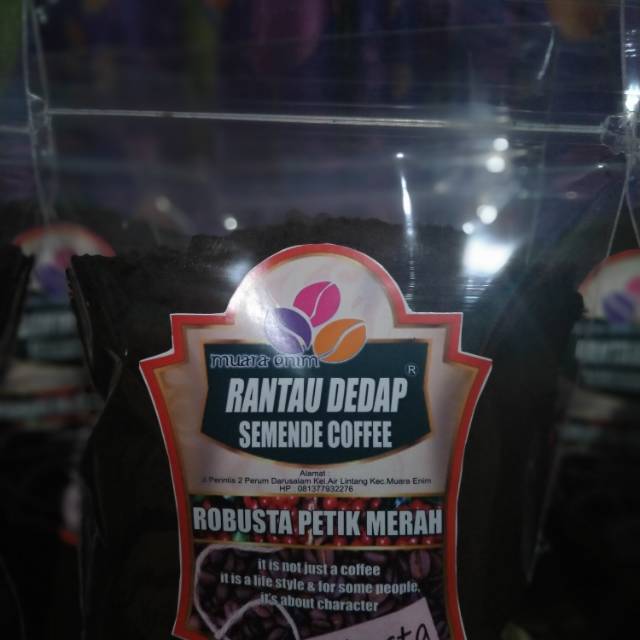 muara enim
RANTAU DEDAP ®
SEMENDE COFFEE
Alamat :
Jl Permtis 2 Perum Darusalam Kel.Air Lintang Kec.Muara Enim
HP : 081377932276
ROBUSTA PETIK MERAH
it is not just a coffee
it is a life style & for some people,
it's about character